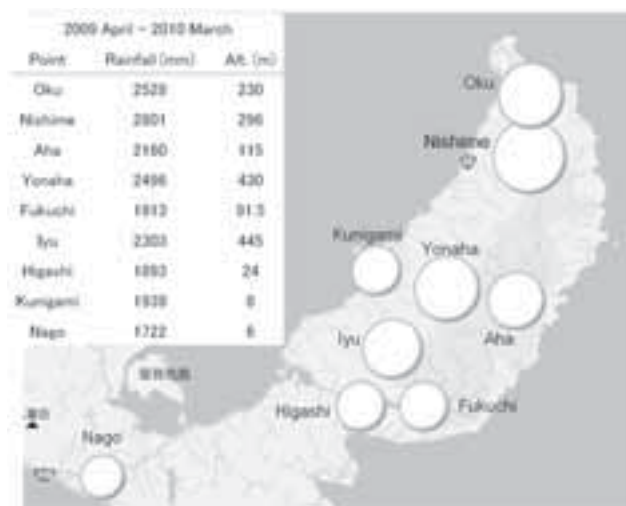 2009 April - 2010 March
Point Rainfall (mm) Alt. (m)
Oku 2528 230
Nishime 2801 296
Aha 2160 115
Yonaha 2496 430
Fukuchi 1813 91.5
Iyu 2303 445
Higashi 1893 24
Kunigami 1938 8
Nago 1722 6
Oku
Nishime
Kunigami
Yonaha
Iyu
Aha
Higashi
Fukuchi
Nago